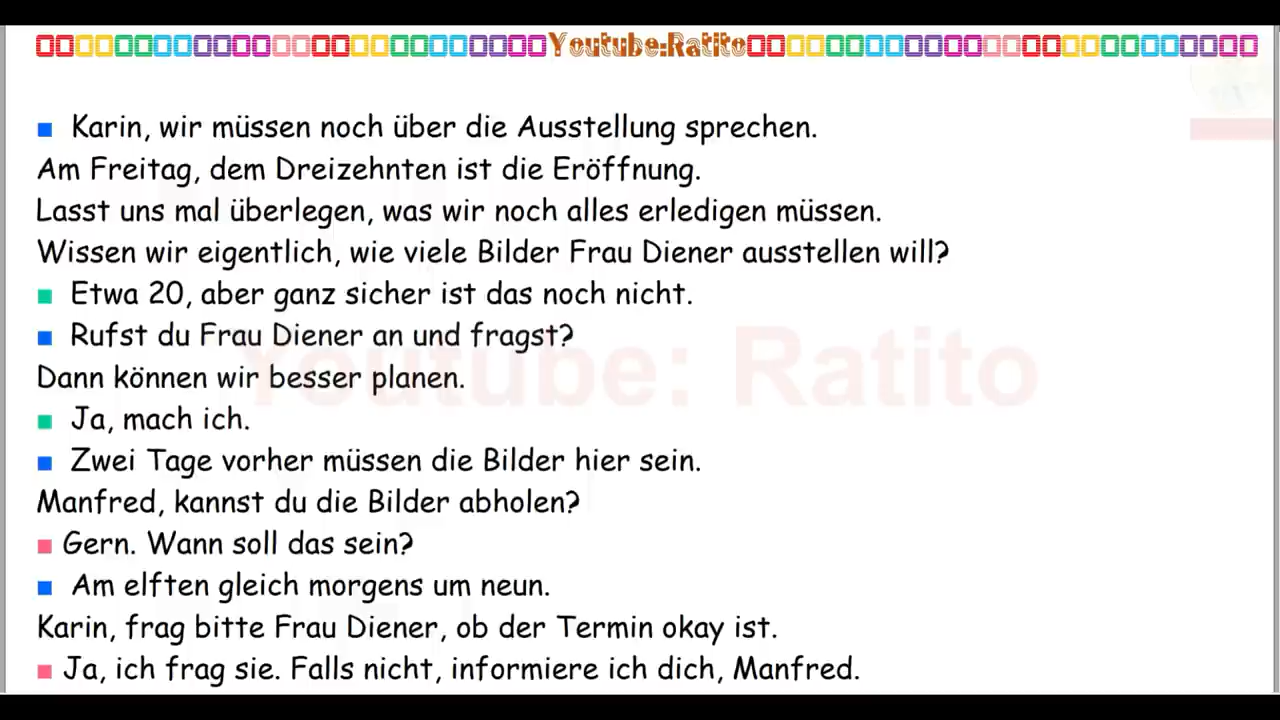 Youtube:Ratito
Karin, wir müssen noch über die Ausstellung sprechen.
Am Freitag, dem Dreizehnten ist die Eröffnung.
Lasst uns mal überlegen, was wir noch alles erledigen müssen.
Wissen wir eigentlich, wie viele Bilder Frau Diener ausstellen will?
Etwa 20, aber ganz sicher ist das noch nicht.
Rufst du Frau Diener an und fragst?
Youtube: Ratito
Dann können wir besser planen.
Ja, mach ich.
Zwei Tage vorher müssen die Bilder hier sein.
Manfred, kannst du die Bilder abholen?
Gern. Wann soll das sein?
Am elften gleich morgens um neun.
Karin, frag bitte Frau Diener, ob der Termin okay ist.
Ja, ich frag sie. Falls nicht, informiere ich dich, Manfred.